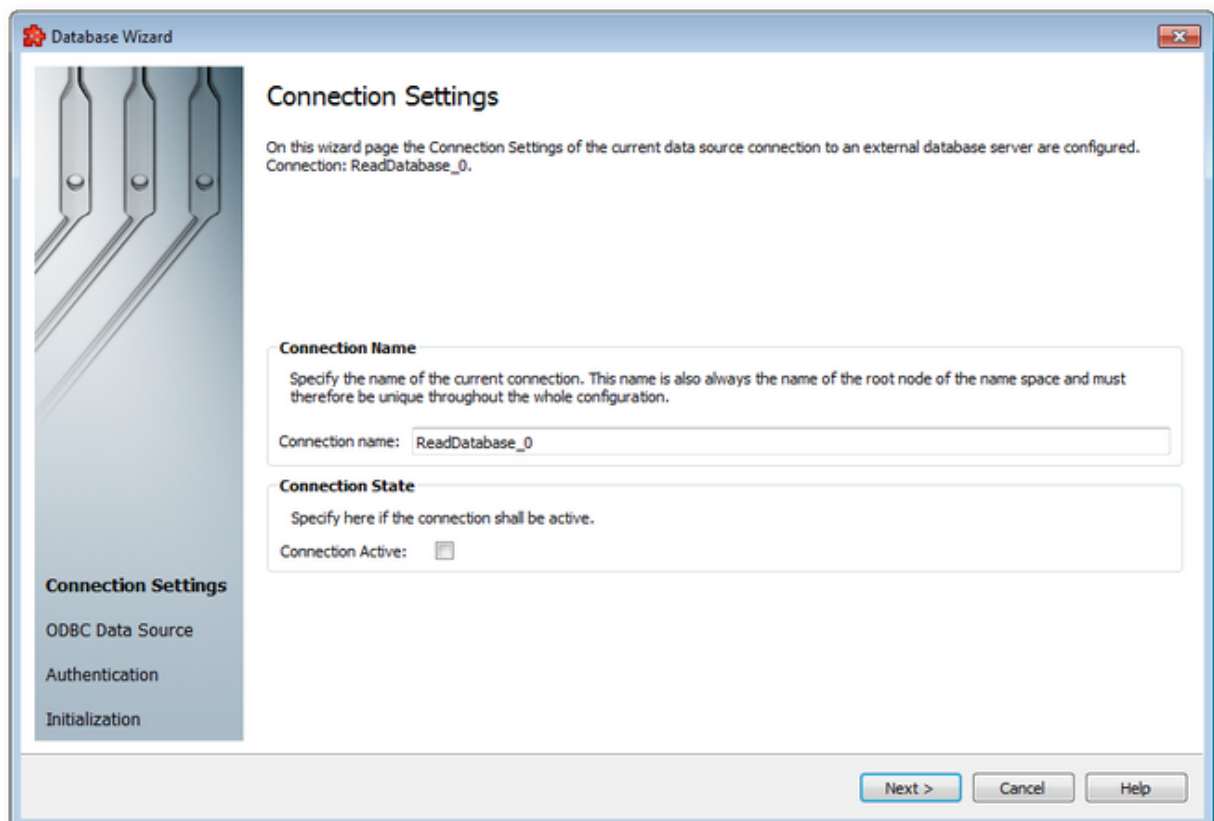 Database Wizard
Connection Settings
On this wizard page the Connection Settings of the current data source connection to an external database server are configured.
Connection: ReadDatabase_0.
Connection Name
Specify the name of the current connection. This name is also always the name of the root node of the name space and must
therefore be unique throughout the whole configuration.
Connection name: ReadDatabase_0
Connection State
Specify here if the connection shall be active.
Connection Active:
Connection Settings
ODBC Data Source
Authentication
Initialization
Next > Cancel Help